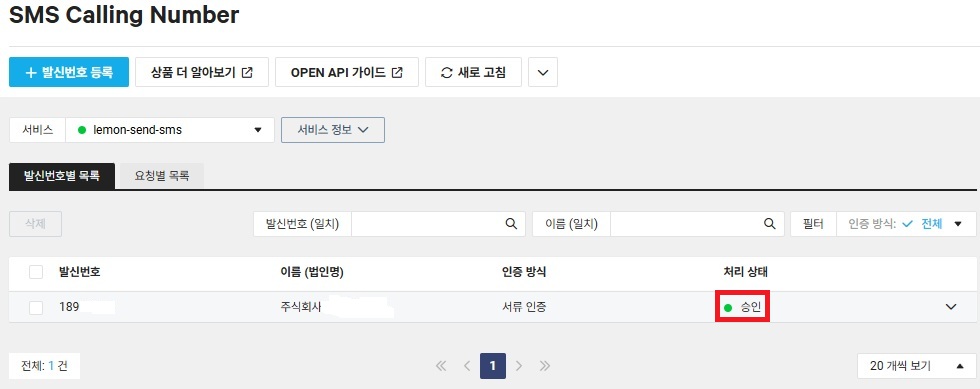 SMS Calling Number
+ 발신번호 등록 상품 더 알아보기 OPEN API 가이드 새로 고침
서비스 lemon-send-sms 서비스 정보
발신번호별 목록 요청별 목록
삭제 발신번호 (일치) 이름 (일치) 필터 인증 방식: 전체
발신번호 이름 (법인명) 인증 방식 처리 상태
189 주식회사 서류 인증 승인
전체: 1 건 1 20 개씩 보기